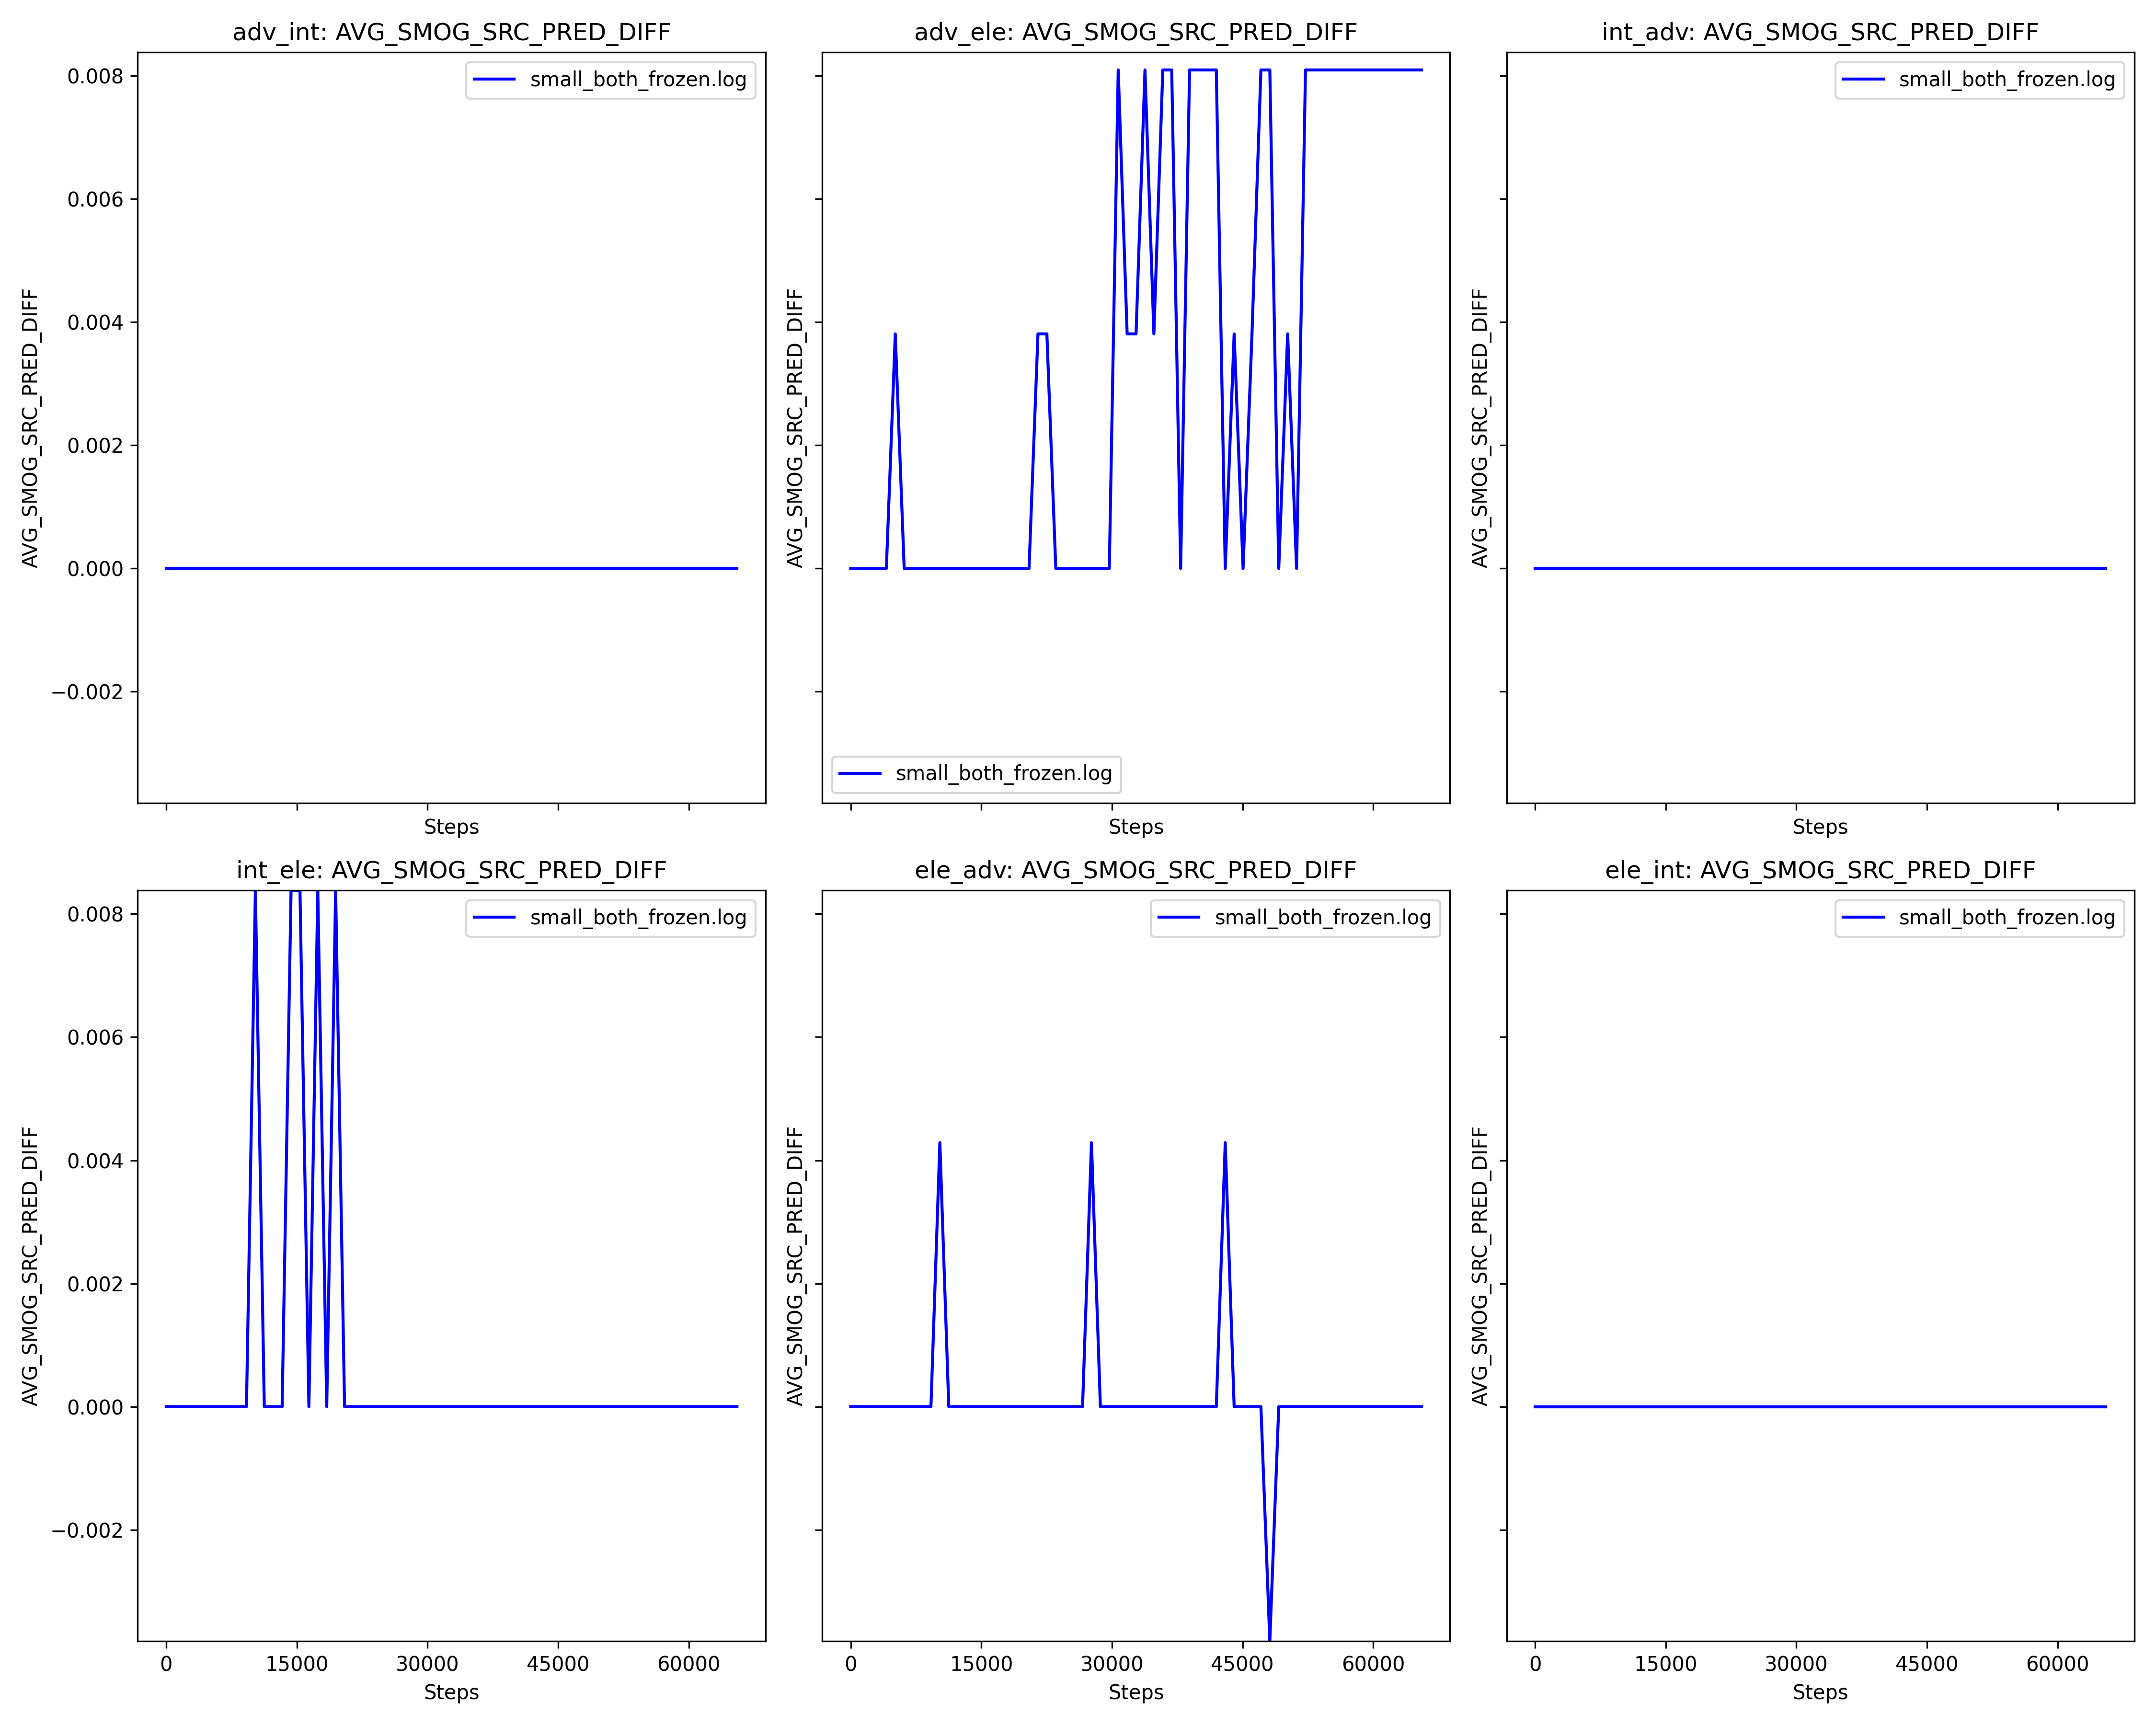 adv_int: AVG_SMOG_SRC_PRED_DIFF
adv_ele: AVG_SMOG_SRC_PRED_DIFF
int_adv: AVG_SMOG_SRC_PRED_DIFF
small_both_frozen.log
small_both_frozen.log
0.008
0.006
0.004
0.002
0.000
−0.002
AVG_SMOG_SRC_PRED_DIFF
AVG_SMOG_SRC_PRED_DIFF
AVG_SMOG_SRC_PRED_DIFF
small_both_frozen.log
Steps
Steps
Steps
int_ele: AVG_SMOG_SRC_PRED_DIFF
ele_adv: AVG_SMOG_SRC_PRED_DIFF
ele_int: AVG_SMOG_SRC_PRED_DIFF
small_both_frozen.log
small_both_frozen.log
small_both_frozen.log
0.008
0.006
0.004
0.002
0.000
−0.002
AVG_SMOG_SRC_PRED_DIFF
AVG_SMOG_SRC_PRED_DIFF
AVG_SMOG_SRC_PRED_DIFF
0 15000 30000 45000 60000
0 15000 30000 45000 60000
0 15000 30000 45000 60000
Steps
Steps
Steps